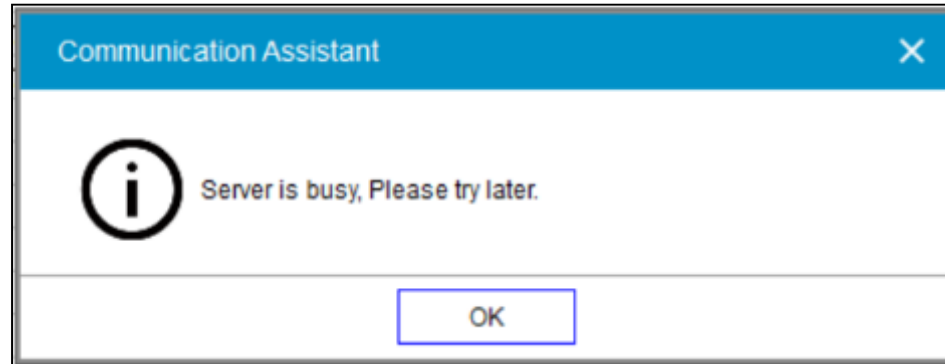 Communication Assistant
Server is busy, Please try later.
OK